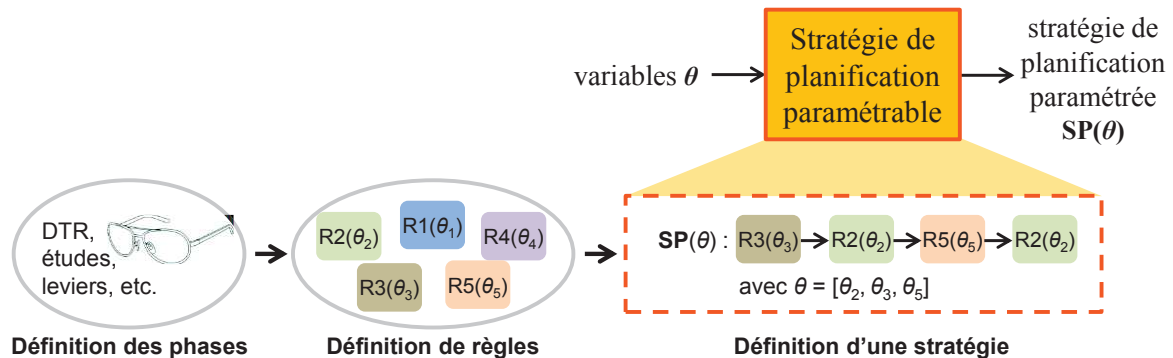 variables θ
Stratégie de
planification
paramétrable
stratégie de
planification
paramétrée
SP(θ)
DTR,
études,
leviers, etc.
R2(θ₂)
R1(θ₁)
R4(θ₄)
R3(θ₃)
R5(θ₅)
SP(θ) : R3(θ₃) → R2(θ₂) → R5(θ₅) → R2(θ₂)
avec θ = [θ₂, θ₃, θ₅]
Définition des phases
Définition de règles
Définition d'une stratégie